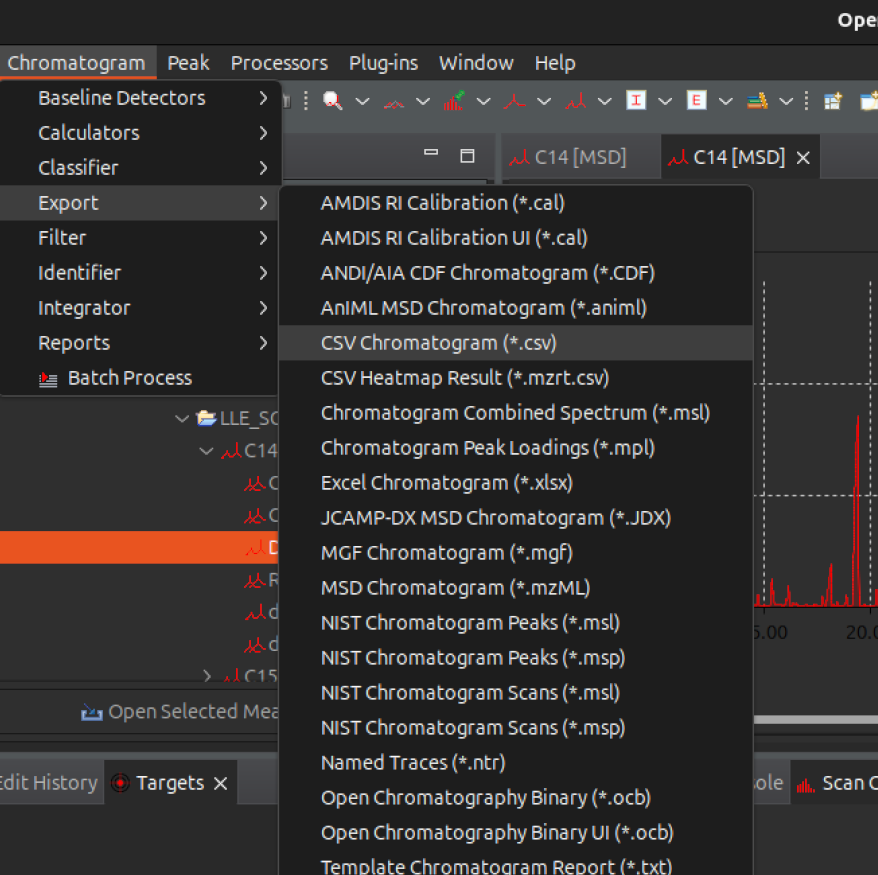 Ope
Chromatogram Peak Processors Plug-ins Window Help
Baseline Detectors
Calculators
Classifier
Export
Filter
Identifier
Integrator
Reports
Batch Process
I E
C14 [MSD] C14 [MSD]
AMDIS RI Calibration (*.cal)
AMDIS RI Calibration UI (*.cal)
ANDI/AIA CDF Chromatogram (*.CDF)
AnIML MSD Chromatogram (*.animl)
CSV Chromatogram (*.csv)
CSV Heatmap Result (*.mzrt.csv)
Chromatogram Combined Spectrum (*.msl)
Chromatogram Peak Loadings (*.mpl)
Excel Chromatogram (*.xlsx)
JCAMP-DX MSD Chromatogram (*.JDX)
MGF Chromatogram (*.mgf)
MSD Chromatogram (*.mzML)
NIST Chromatogram Peaks (*.msl)
NIST Chromatogram Peaks (*.msp)
NIST Chromatogram Scans (*.msl)
NIST Chromatogram Scans (*.msp)
Named Traces (*.ntr)
Open Chromatography Binary (*.ocb)
Open Chromatography Binary UI (*.ocb)
Template Chromatogram Report (*.txt)
LLE_SC
C14
C
C
D
R
d
d
C15
Open Selected Mea
5.00 20.0
Edit History Targets
ole Scan C